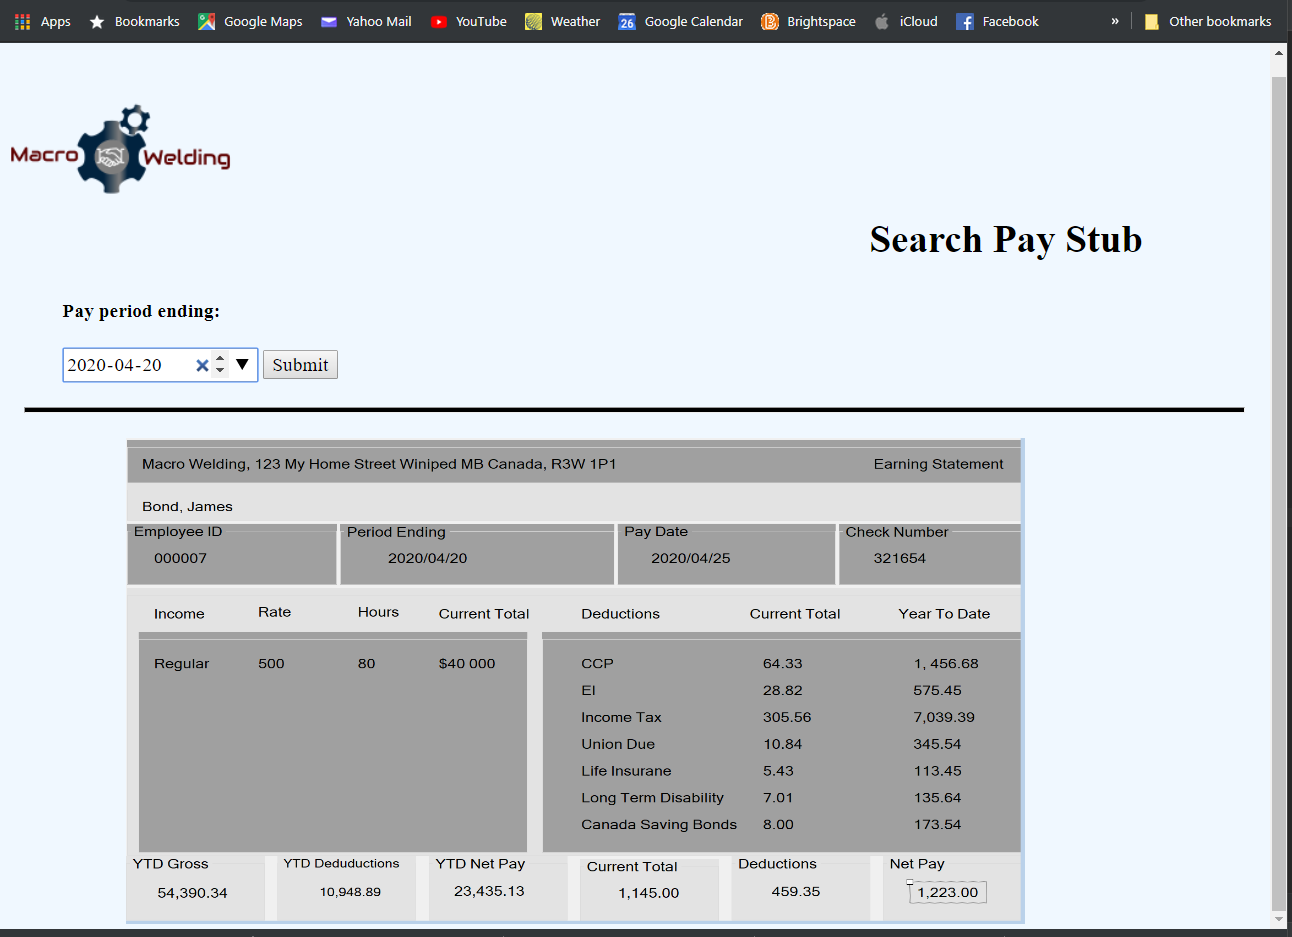 Apps Bookmarks Google Maps Yahoo Mail YouTube Weather 26 Google Calendar Brightspace iCloud Facebook » Other bookmarks
Macro Welding
Search Pay Stub
Pay period ending:
2020-04-20 Submit
Macro Welding, 123 My Home Street Winiped MB Canada, R3W 1P1 Earning Statement
Bond, James
Employee ID Period Ending Pay Date Check Number
000007 2020/04/20 2020/04/25 321654
Income Rate Hours Current Total Deductions Current Total Year To Date
Regular 500 80 $40 000 CCP 64.33 1, 456.68
EI 28.82 575.45
Income Tax 305.56 7,039.39
Union Due 10.84 345.54
Life Insurane 5.43 113.45
Long Term Disability 7.01 135.64
Canada Saving Bonds 8.00 173.54
YTD Gross YTD Deduductions YTD Net Pay Current Total Deductions Net Pay
54,390.34 10,948.89 23,435.13 1,145.00 459.35 1,223.00